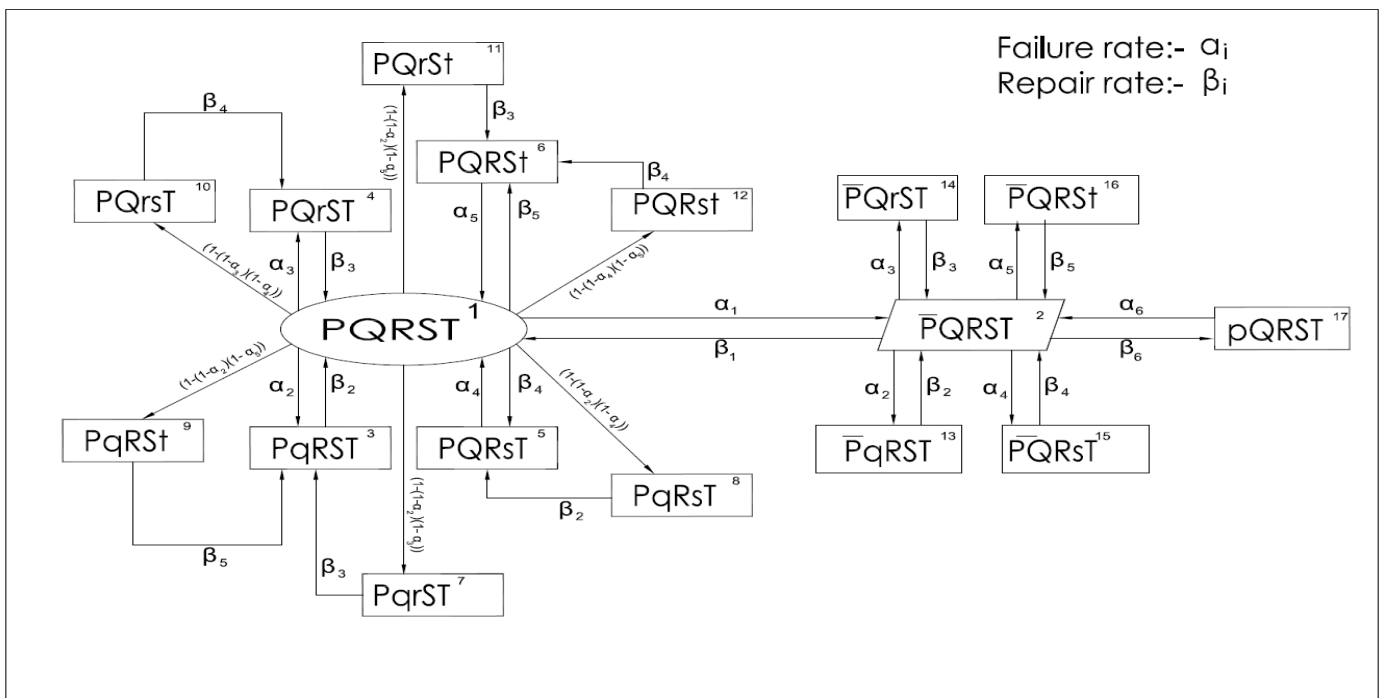 Failure rate:- α₁
Repair rate:- βᵢ
PQrSt 11
β₄
β₃
(1-(1-α₂)(1-α₃))
PQRSt 6
β₄
PQrsT 10
PQrST 4
PQRst 12
P̅QrST 14
P̅QRSt 16
α₅
β₅
(1-(1-α₃)(1-α₄))
α₃
β₃
(1-(1-α₄)(1-α₅))
α₃
β₃
α₅
β₅
PQRST 1
α₁
β₁
P̅QRST 2
α₆
β₆
pQRST 17
(1-(1-α₂)(1-α₅))
α₂
β₂
α₄
β₄
(1-(1-α₂)(1-α₄))
α₂
β₂
α₄
β₄
PqRSt 9
PqRST 3
PQRsT 5
P̅qRST 13
P̅QRsT 15
(1-(1-α₂)(1-α₃))
PqRsT 8
β₂
β₅
β₃
PqrST 7